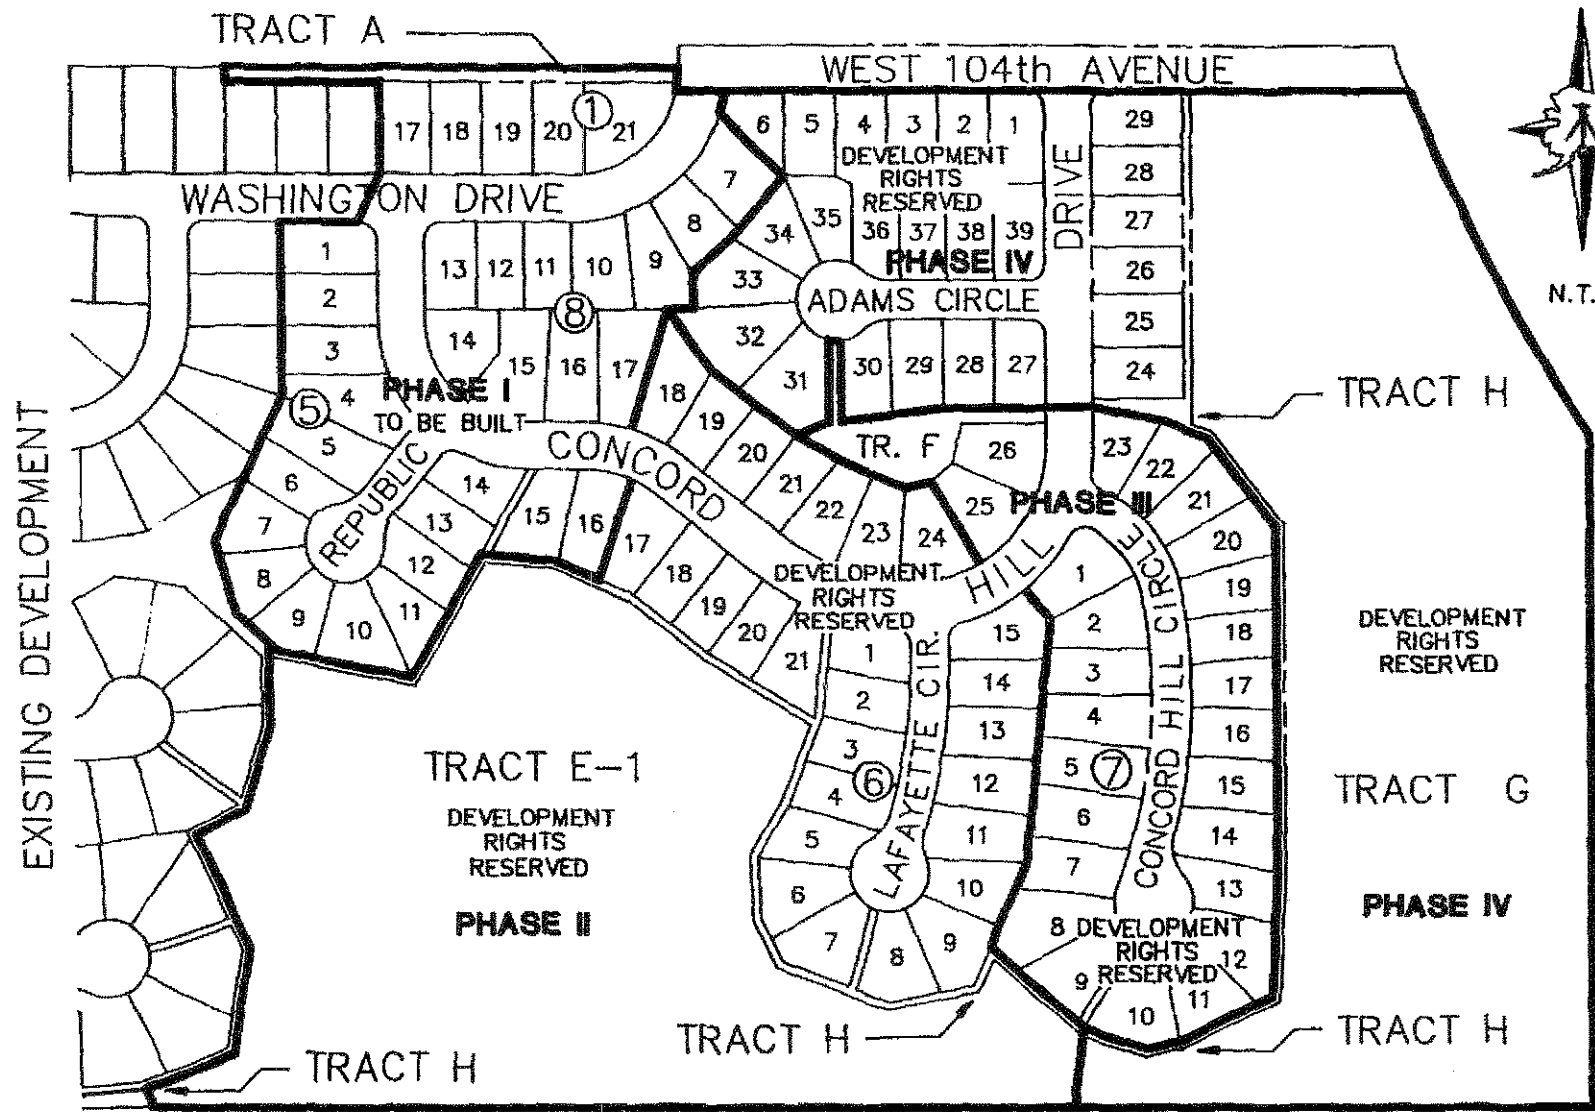 TRACT A
WEST 104th AVENUE
17 18 19 20 ① 21
6 5 4 3 2 1
29
DEVELOPMENT
RIGHTS
RESERVED
28
7
WASHINGTON DRIVE
8
34
35
36 37 38 39
DRIVE
27
PHASE IV
26
1
13 12 11 10 9
33
ADAMS CIRCLE
N.T.
2
⑧
25
3
14
15 16 17
32
31
30 29 28 27
24
4
PHASE I
TO BE BUILT
⑤
18
19
20
21
22
23
24
TRACT H
EXISTING DEVELOPMENT
5
6
7
8
9
10
11
12
13
14
15
16
REPUBLIC
CONCORD
HILL
TR. F
26
25
PHASE III
23
22
21
20
19
18
17
16
15
14
13
12
11
10
9
8
17
18
19
20
21
DEVELOPMENT
RIGHTS
RESERVED
1
2
3
4
5
6
7
8
9
10
11
12
13
14
15
⑥
LAFAYETTE CIR.
1
2
3
4
5
6
7
⑦
CIRCLE
CONCORD HILL CIRCLE
DEVELOPMENT
RIGHTS
RESERVED
DEVELOPMENT
RIGHTS
RESERVED
TRACT G
PHASE IV
TRACT E-1
DEVELOPMENT
RIGHTS
RESERVED
PHASE II
TRACT H
TRACT H
TRACT H